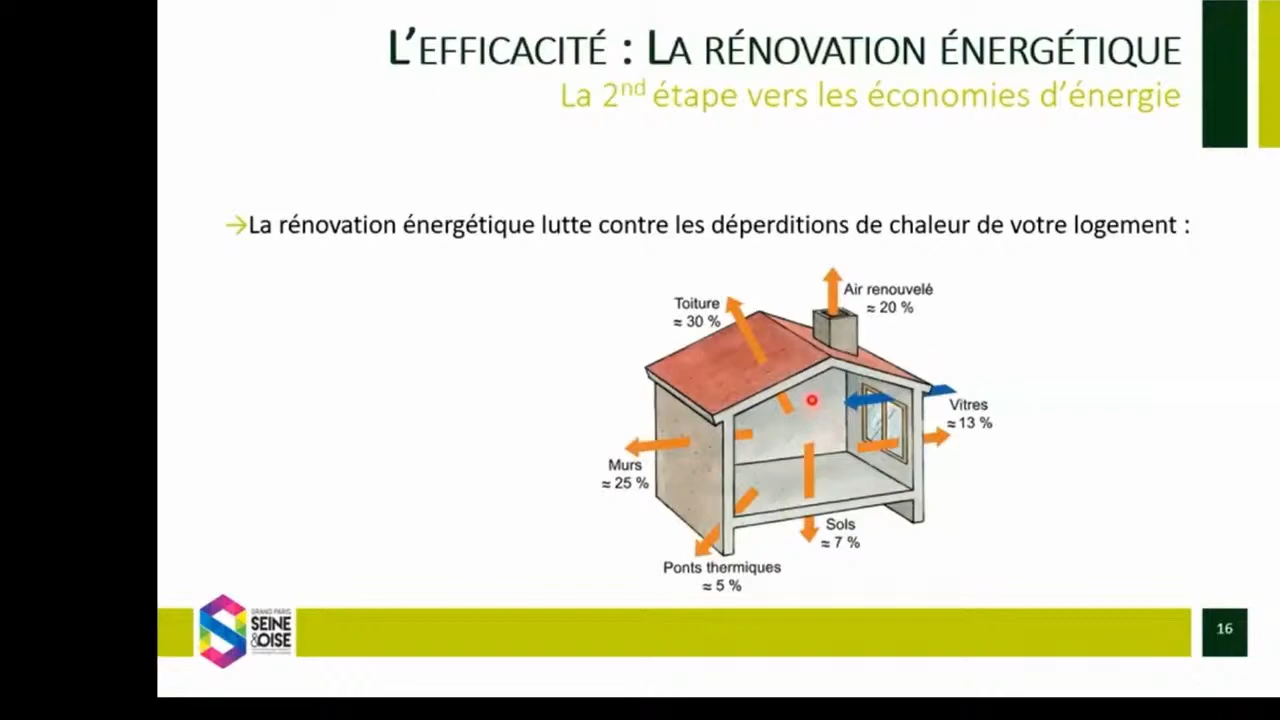 L'EFFICACITÉ : LA RÉNOVATION ÉNERGÉTIQUE
La 2nd étape vers les économies d'énergie
→La rénovation énergétique lutte contre les déperditions de chaleur de votre logement :
Air renouvelé
≈ 20 %
Toiture
≈ 30 %
Vitres
≈13 %
Murs
≈ 25 %
Sols
≈ 7 %
Ponts thermiques
≈ 5 %
GRAND PARIS
SEINE
&OISE
16